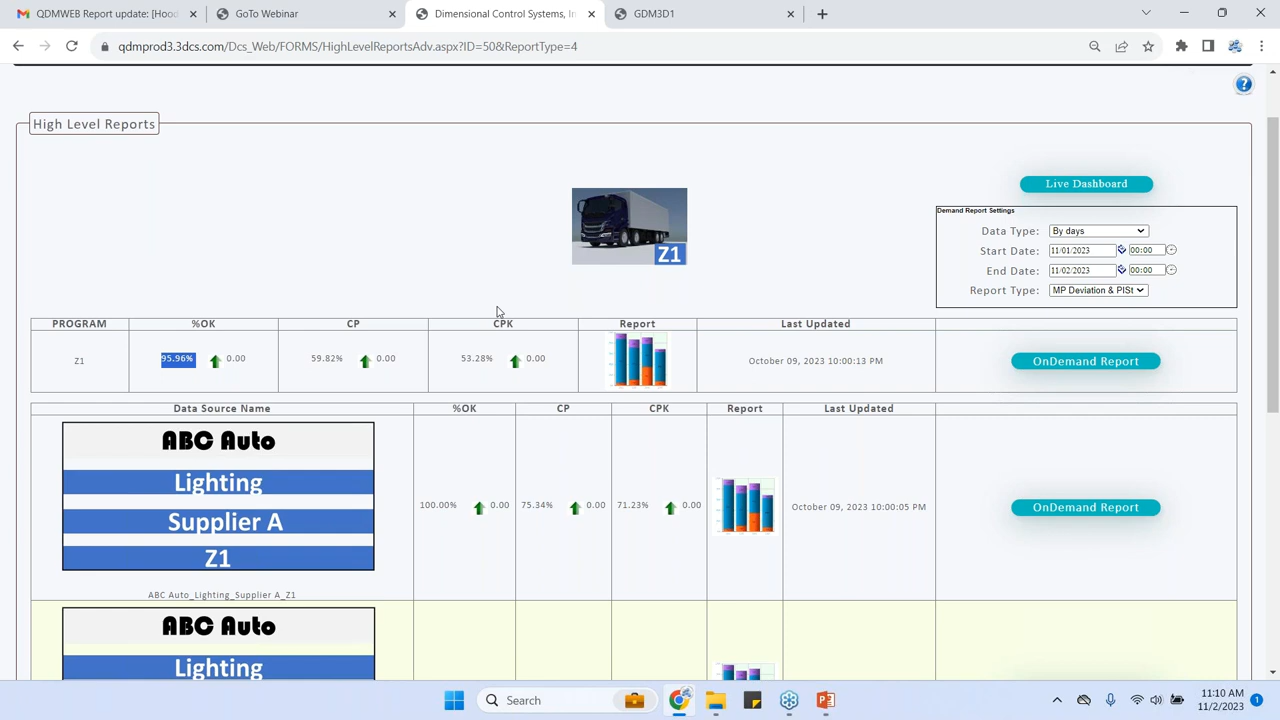 QDMWEB Report update: [Hood
GoTo Webinar
Dimensional Control Systems, In
GDM3D1
qdmprod3.3dcs.com/Dcs_Web/FORMS/HighLevelReportsAdv.aspx?ID=50&ReportType=4
?
High Level Reports
Live Dashboard
Demand Report Settings
Data Type: By days
Start Date: 11/01/2023 00:00
End Date: 11/02/2023 00:00
Report Type: MP Deviation & PISt
Z1
PROGRAM %OK CP CPK Report Last Updated
Z1 95.96% 0.00 59.82% 0.00 53.28% 0.00 October 09, 2023 10:00:13 PM OnDemand Report
Data Source Name %OK CP CPK Report Last Updated
ABC Auto
Lighting
Supplier A
Z1
100.00% 0.00 75.34% 0.00 71.23% 0.00 October 09, 2023 10:00:05 PM OnDemand Report
ABC Auto_Lighting_Supplier A_Z1
ABC Auto
Lighting
Search
11:10 AM
11/2/2023
1